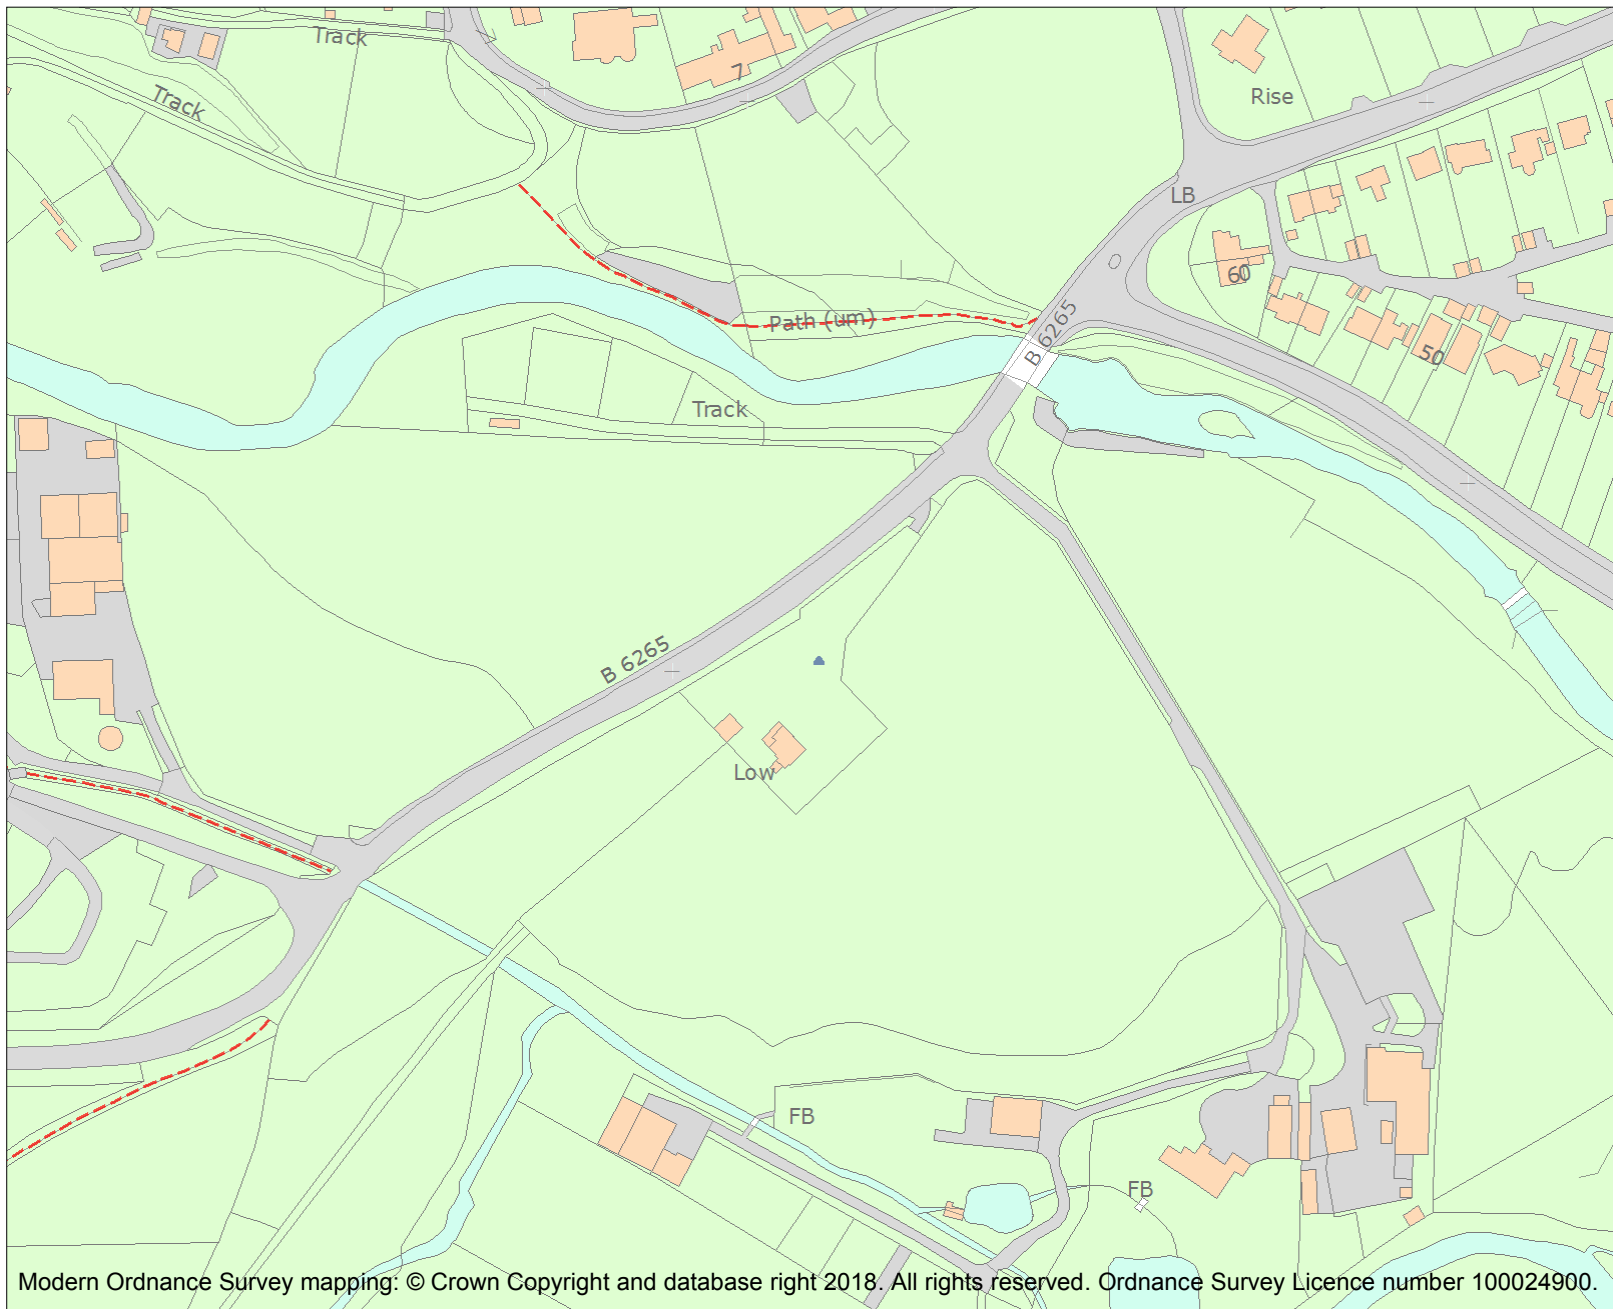 Track
7
Track
Rise
LB
60
Path (um)
B 6265
50
Track
B 6265
Low
FB
FB
Modern Ordnance Survey mapping: © Crown Copyright and database right 2018. All rights reserved. Ordnance Survey Licence number 100024900.